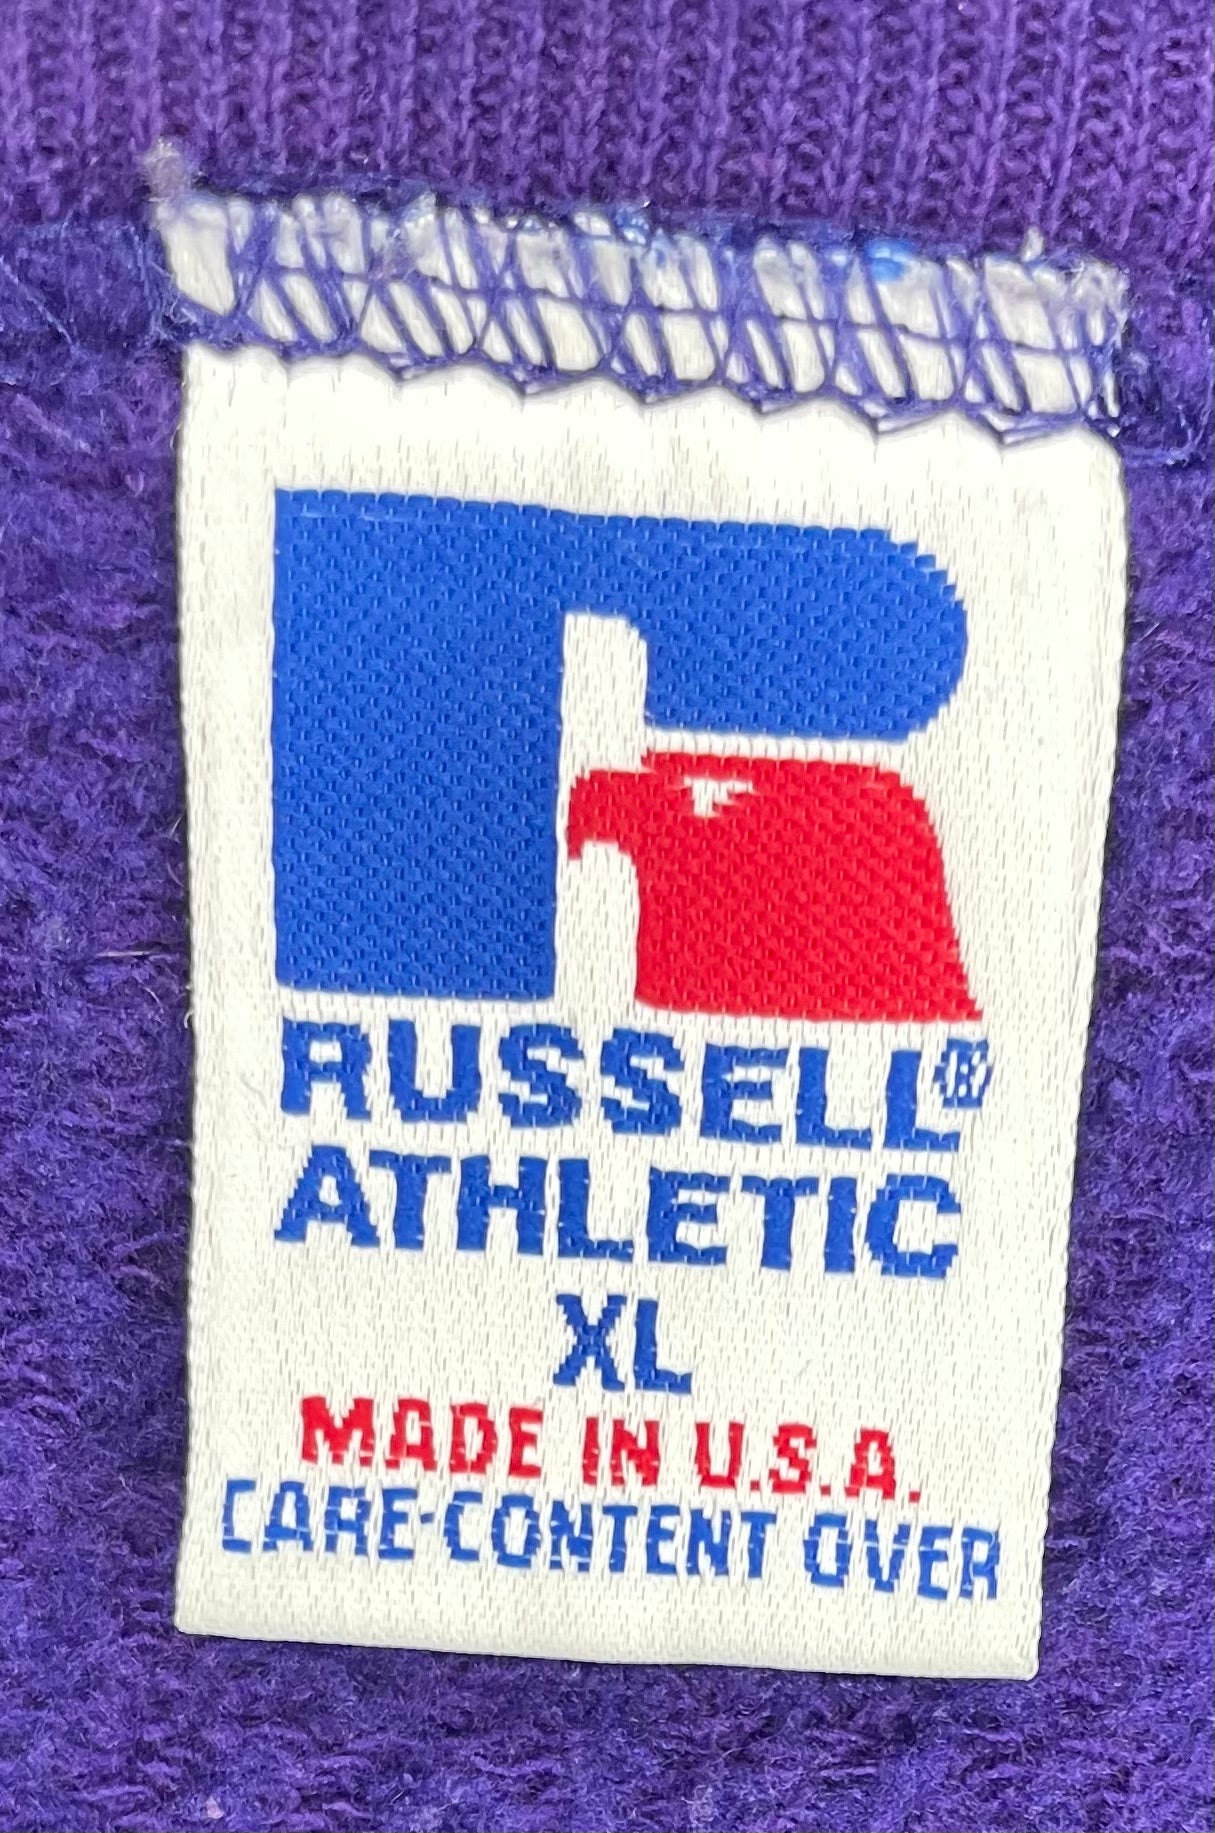 RUSSELL®
ATHLETIC
XL
MADE IN U.S.A.
CARE-CONTENT OVER